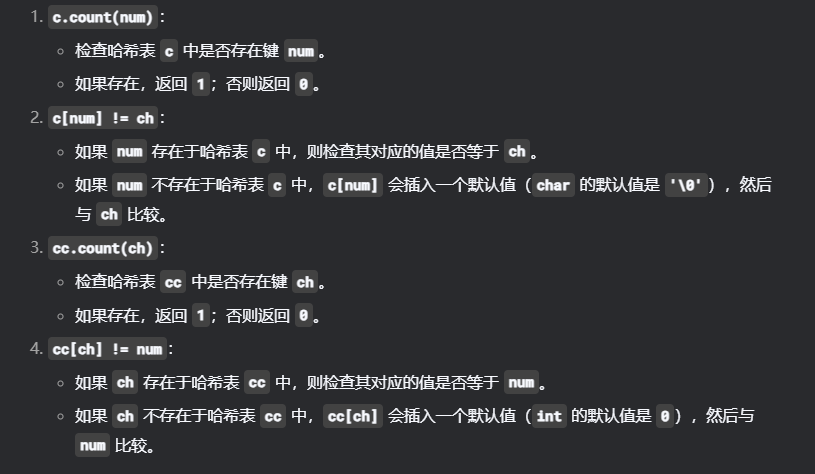 1. c.count(num)：
◦ 检查哈希表 c 中是否存在键 num。
◦ 如果存在，返回 1；否则返回 0。
2. c[num] != ch：
◦ 如果 num 存在于哈希表 c 中，则检查其对应的值是否等于 ch。
◦ 如果 num 不存在于哈希表 c 中，c[num] 会插入一个默认值（char 的默认值是 '\0'），然后
与 ch 比较。
3. cc.count(ch)：
◦ 检查哈希表 cc 中是否存在键 ch。
◦ 如果存在，返回 1；否则返回 0。
4. cc[ch] != num：
◦ 如果 ch 存在于哈希表 cc 中，则检查其对应的值是否等于 num。
◦ 如果 ch 不存在于哈希表 cc 中，cc[ch] 会插入一个默认值（int 的默认值是 0），然后与
num 比较。